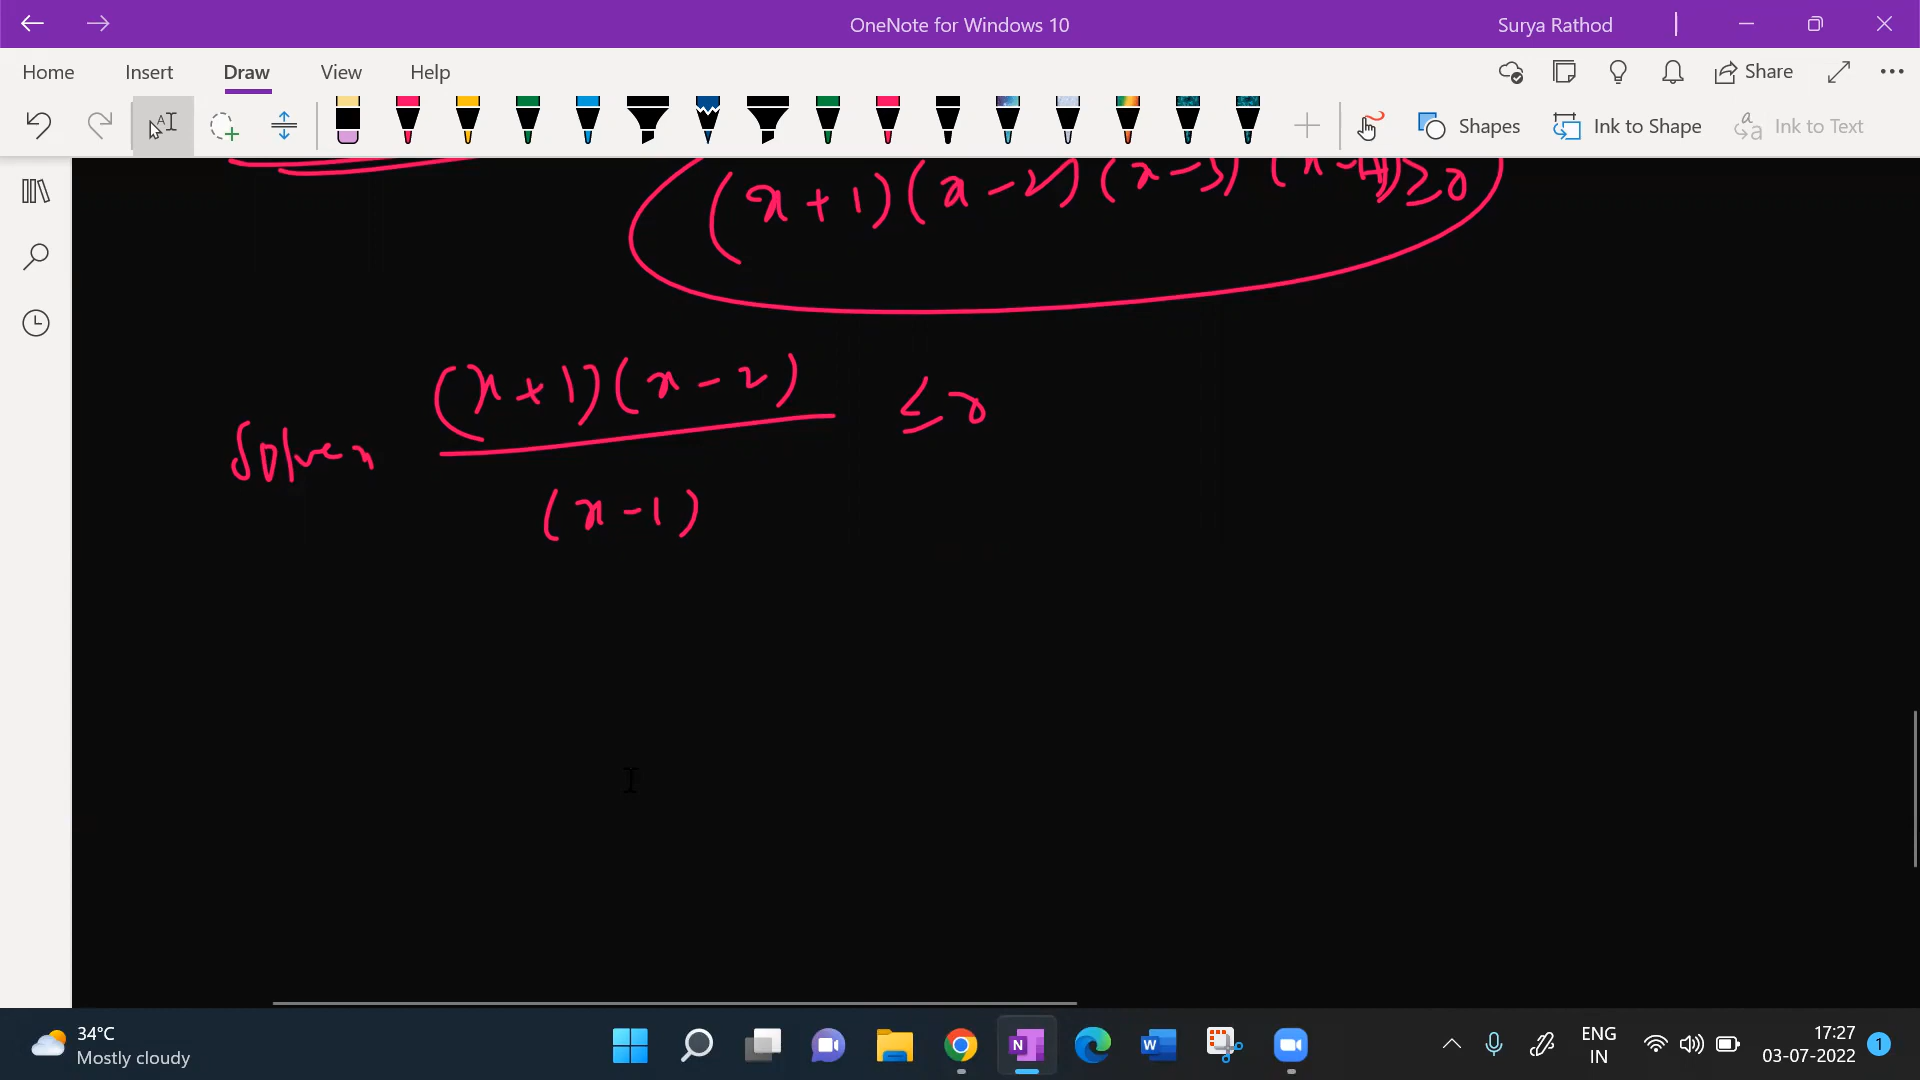 OneNote for Windows 10
Surya Rathod
Home Insert Draw View Help
Share
Shapes
Ink to Shape
Ink to Text
(x+1)(x-2)(x-3)(x-4)≥0
Solve x (x+1)(x-2) ≤0
(x-1)
34°C
Mostly cloudy
ENG
IN
17:27
03-07-2022
1